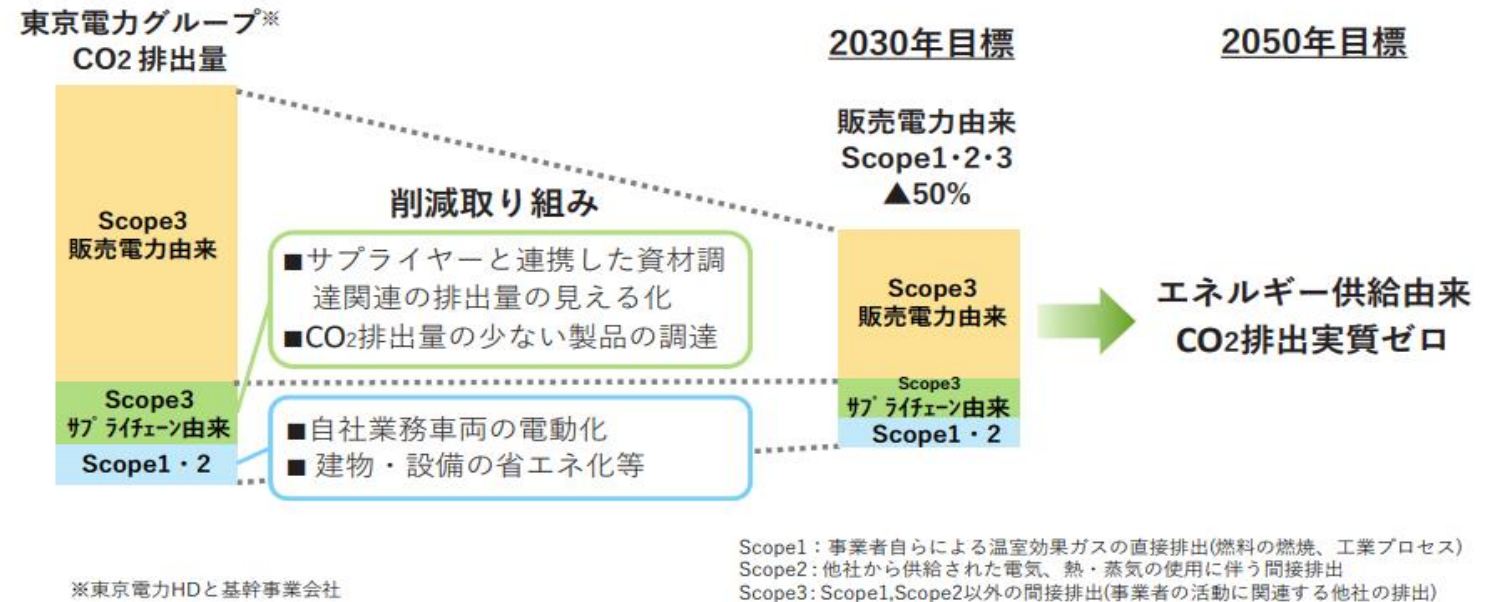 東京電力グループ※
CO2 排出量
Scope3
販売電力由来
Scope3
ｻﾌﾟﾗｲﾁｪｰﾝ由来
Scope1・2
削減取り組み
■サプライヤーと連携した資材調
達関連の排出量の見える化
■CO2排出量の少ない製品の調達
■自社業務車両の電動化
■ 建物・設備の省エネ化等
2030年目標
販売電力由来
Scope1・2・3
▲50%
Scope3
販売電力由来
Scope3
ｻﾌﾟﾗｲﾁｪｰﾝ由来
Scope1・2
2050年目標
エネルギー供給由来
CO2排出実質ゼロ
※東京電力HDと基幹事業会社
Scope1：事業者自らによる温室効果ガスの直接排出(燃料の燃焼、工業プロセス)
Scope2：他社から供給された電気、熱・蒸気の使用に伴う間接排出
Scope3：Scope1,Scope2以外の間接排出(事業者の活動に関連する他社の排出)